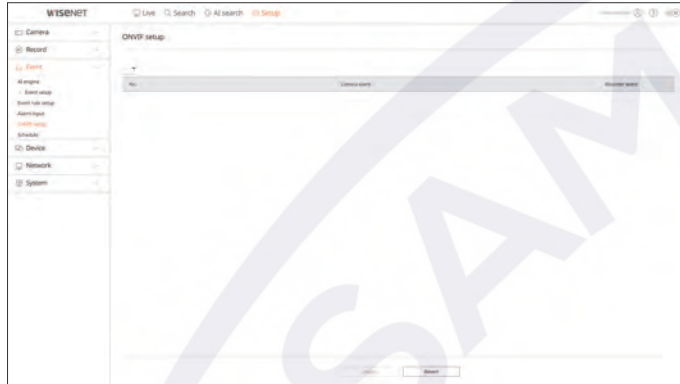 WISENET
Live Search AI search Setup
Camera
ONVIF setup
Record
Event
AI engine
Event setup
No. Camera event Recorder event
Event rule setup
Alarm input
ONVIF setup
Schedule
Device
Network
System
Revert
SAM